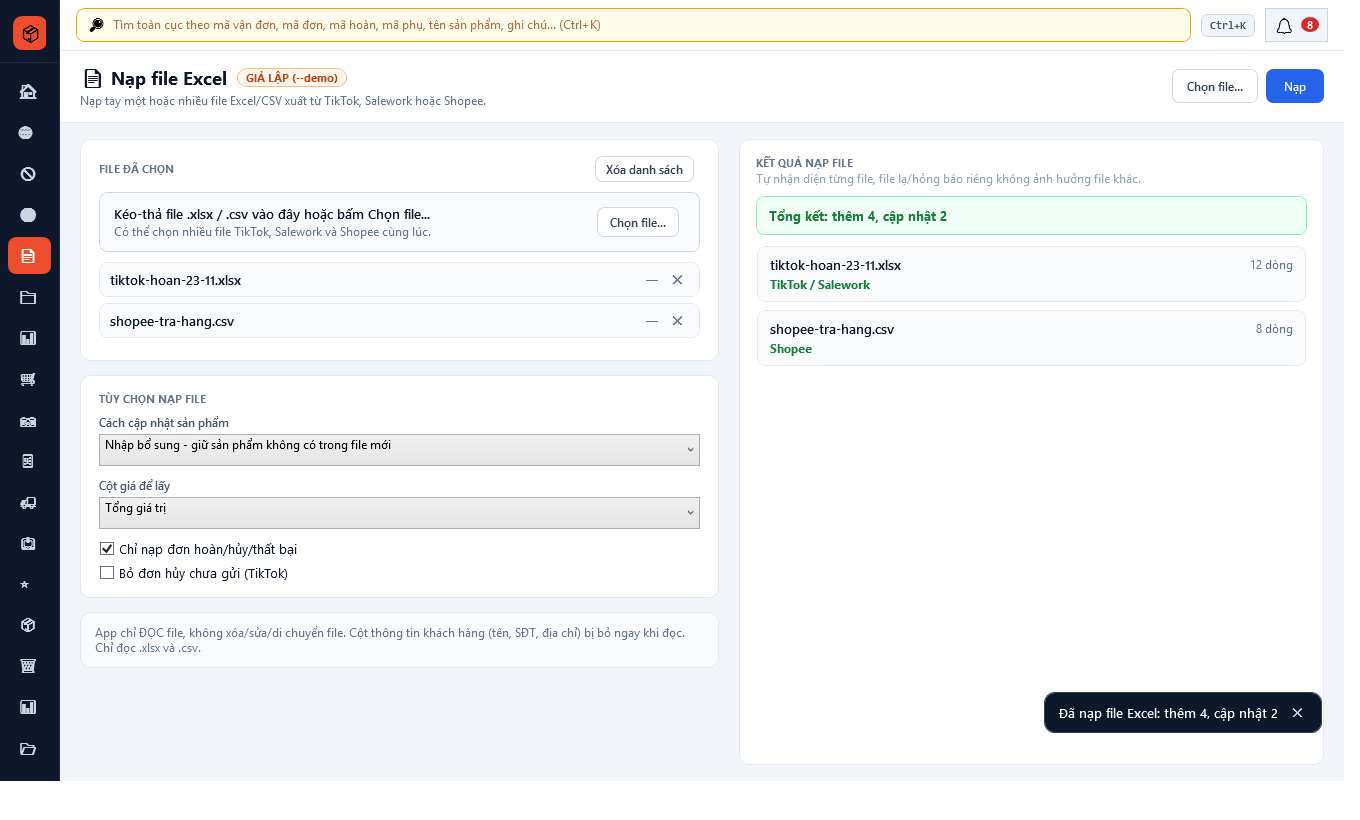 Tìm toàn cục theo mã vận đơn, mã đơn, mã hoàn, mã phụ, tên sản phẩm, ghi chú... (Ctrl+K)
Ctrl+K
8
Nạp file Excel
GIẢ LẬP (--demo)
Nạp tay một hoặc nhiều file Excel/CSV xuất từ TikTok, Salework hoặc Shopee.
Chọn file...
Nạp
FILE ĐÃ CHỌN
Xóa danh sách
Kéo-thả file .xlsx / .csv vào đây hoặc bấm Chọn file...
Có thể chọn nhiều file TikTok, Salework và Shopee cùng lúc.
Chọn file...
tiktok-hoan-23-11.xlsx
—
shopee-tra-hang.csv
—
TÙY CHỌN NẠP FILE
Cách cập nhật sản phẩm
Nhập bổ sung - giữ sản phẩm không có trong file mới
Cột giá để lấy
Tổng giá trị
Chỉ nạp đơn hoàn/hủy/thất bại
Bỏ đơn hủy chưa gửi (TikTok)
App chỉ ĐỌC file, không xóa/sửa/di chuyển file. Cột thông tin khách hàng (tên, SĐT, địa chỉ) bị bỏ ngay khi đọc.
Chỉ đọc .xlsx và .csv.
KẾT QUẢ NẠP FILE
Tự nhận diện từng file, file lạ/hỏng báo riêng không ảnh hưởng file khác.
Tổng kết: thêm 4, cập nhật 2
tiktok-hoan-23-11.xlsx
12 dòng
TikTok / Salework
shopee-tra-hang.csv
8 dòng
Shopee
Đã nạp file Excel: thêm 4, cập nhật 2